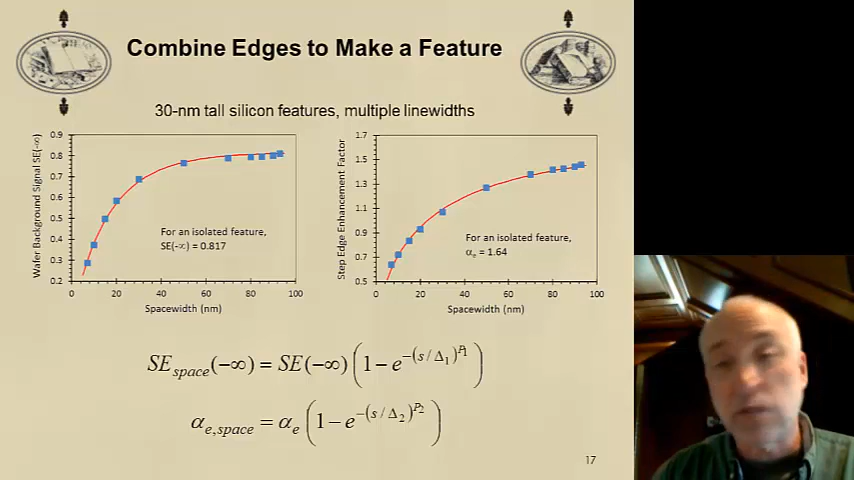 Combine Edges to Make a Feature
30-nm tall silicon features, multiple linewidths
Wafer Background Signal SE(-∞)
0.9
0.8
0.7
0.6
0.5
0.4
0.3
0.2
0
20
40
60
80
100
Spacewidth (nm)
For an isolated feature,
SE(-∞) = 0.817
Step Edge Enhancement Factor
1.7
1.5
1.3
1.1
0.9
0.7
0.5
0
20
40
60
80
100
Spacewidth (nm)
For an isolated feature,
αₑ = 1.64
SE_space(-∞) = SE(-∞)(1 - e^(-(s/Δ₁)^P₁))
α_e,space = αₑ(1 - e^(-(s/Δ₂)^P₂))
17